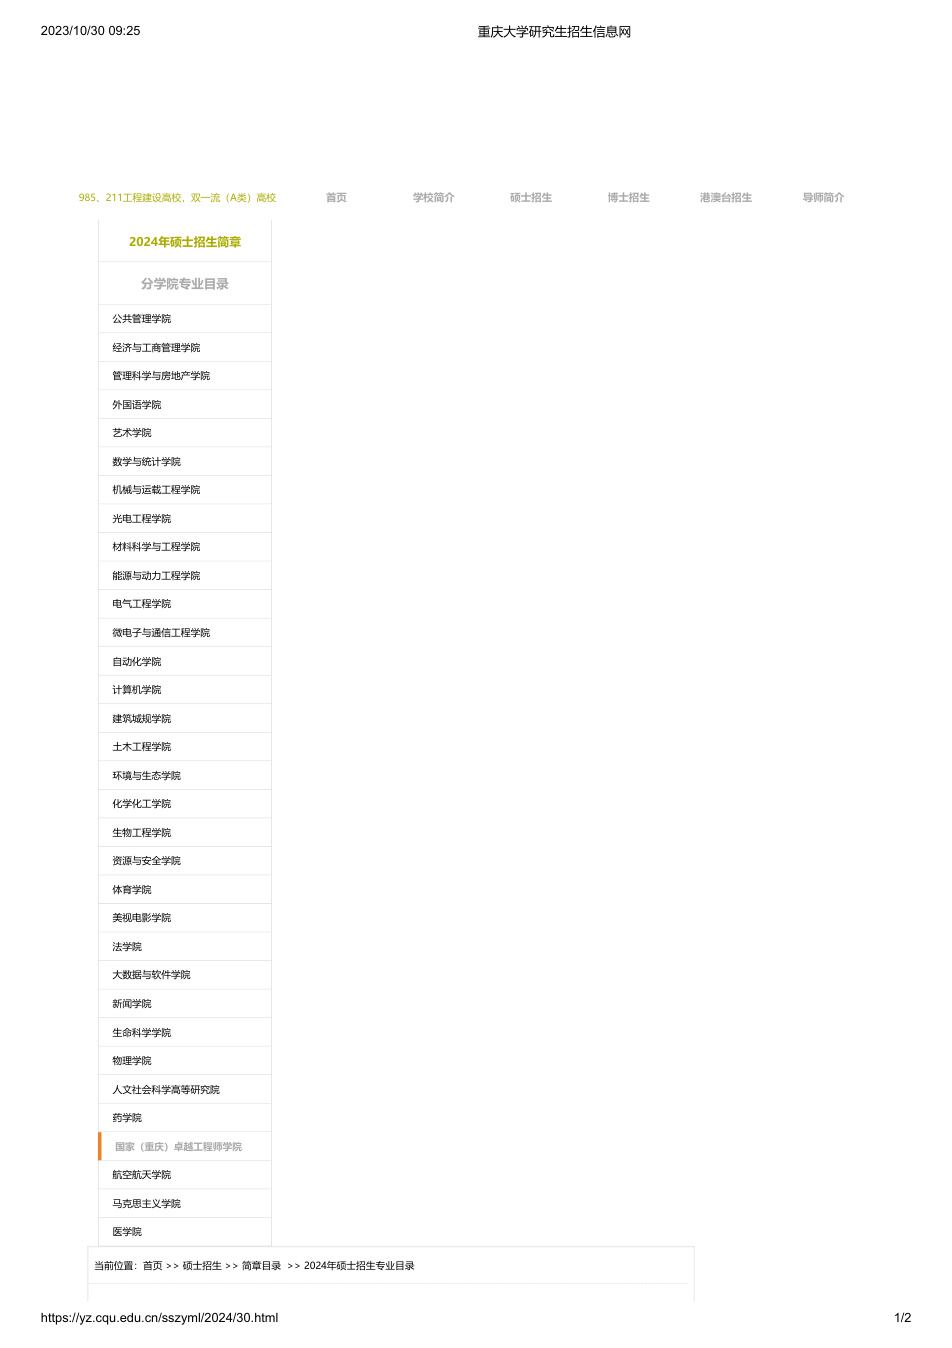 2023/10/30 09:25 重庆大学研究生招生信息网
985、211工程建设高校，双一流（A类）高校 首页 学校简介 硕士招生 博士招生 港澳台招生 导师简介
2024年硕士招生简章
分学院专业目录
公共管理学院
经济与工商管理学院
管理科学与房地产学院
外国语学院
艺术学院
数学与统计学院
机械与运载工程学院
光电工程学院
材料科学与工程学院
能源与动力工程学院
电气工程学院
微电子与通信工程学院
自动化学院
计算机学院
建筑城规学院
土木工程学院
环境与生态学院
化学化工学院
生物工程学院
资源与安全学院
体育学院
美视电影学院
法学院
大数据与软件学院
新闻学院
生命科学学院
物理学院
人文社会科学高等研究院
药学院
国家（重庆）卓越工程师学院
航空航天学院
马克思主义学院
医学院
当前位置：首页 >> 硕士招生 >> 简章目录 >> 2024年硕士招生专业目录
https://yz.cqu.edu.cn/sszyml/2024/30.html 1/2